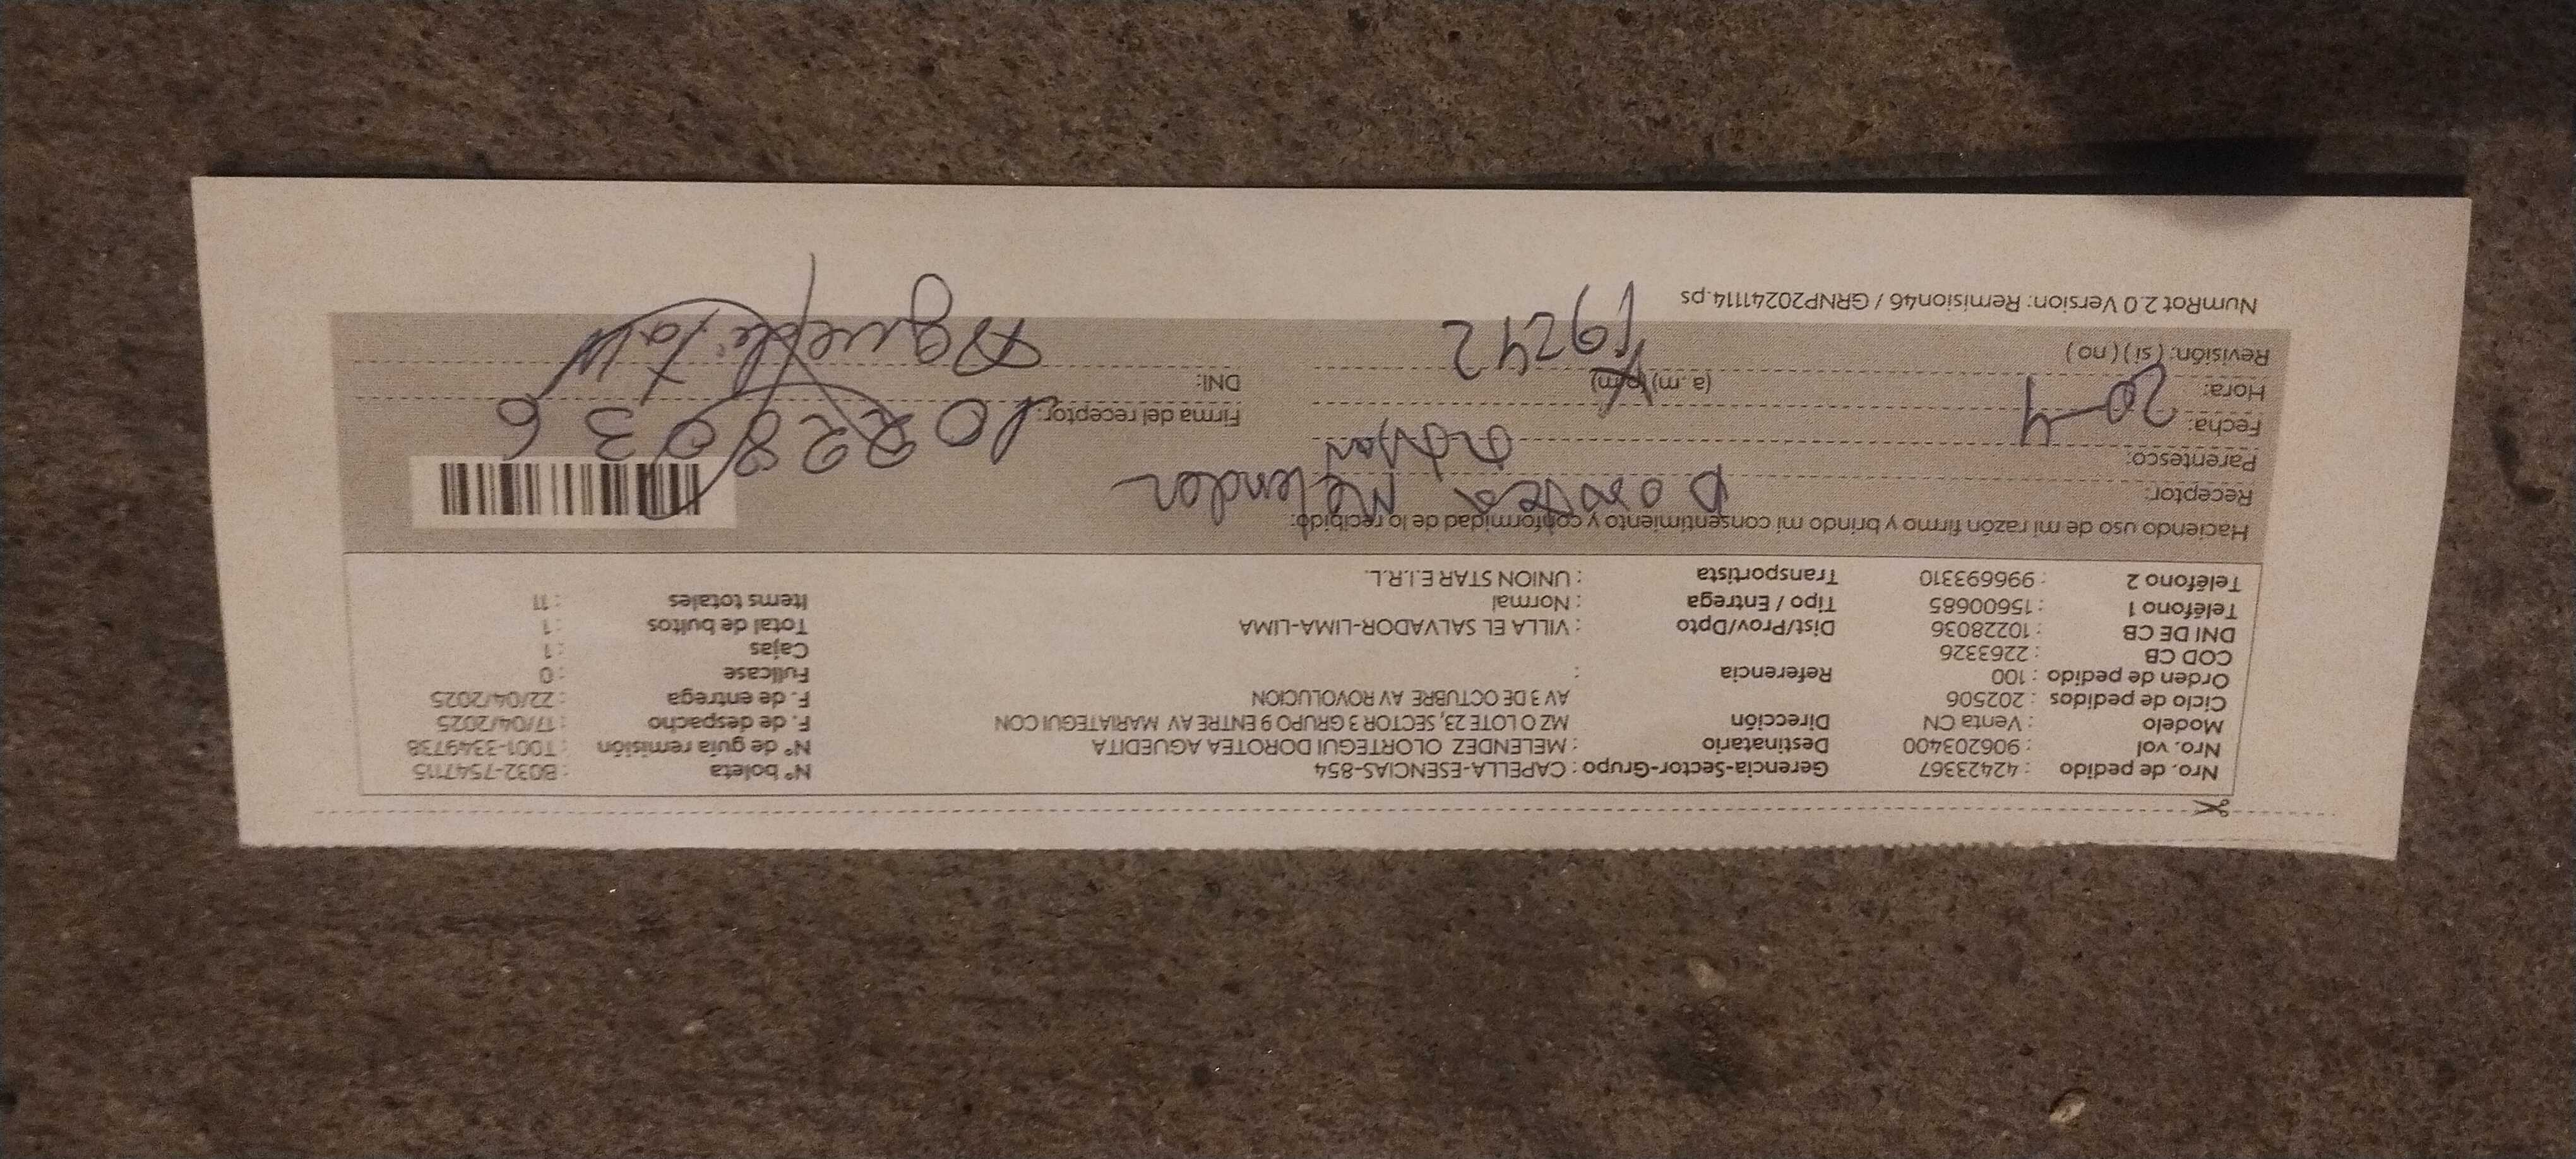 Nro. de pedido : 42423367 Gerencia-Sector-Grupo : CAPELLA-ESENCIAS-854 N° boleta : B032-7547115
Nro. vol : 906203400 Destinatario : MELENDEZ OLORTEGUI DOROTEA AGUEDITA N° de guía remisión : T001-3349738
Modelo : Venta CN Dirección MZ O LOTE 23, SECTOR 3 GRUPO 9 ENTRE AV MARIATEGUI CON F. de despacho : 17/04/2025
Ciclo de pedidos : 202506 AV 3 DE OCTUBRE AV ROVOLUCION F. de entrega : 22/04/2025
Orden de pedido : 100 Referencia : Fullcase : 0
COD CB : 2263326 Cajas : 1
DNI DE CB : 10228036 Dist/Prov/Dpto : VILLA EL SALVADOR-LIMA-LIMA Total de bultos : 1
Teléfono 1 : 15600685 Tipo / Entrega : Normal Items totales : 11
Teléfono 2 : 996693310 Transportista : UNION STAR E.I.R.L.
Haciendo uso de mi razón firmo y brindo mi consentimiento y conformidad de lo recibido:
Receptor: Melendez
Parentesco:
Fecha: 20-4 Firma del receptor: 10228036
Hora: (a. m) (p.m) DNI:
Revisión: ( si ) ( no )
NumRot 2.0 Version: Remision46 / GRNP20241114.ps